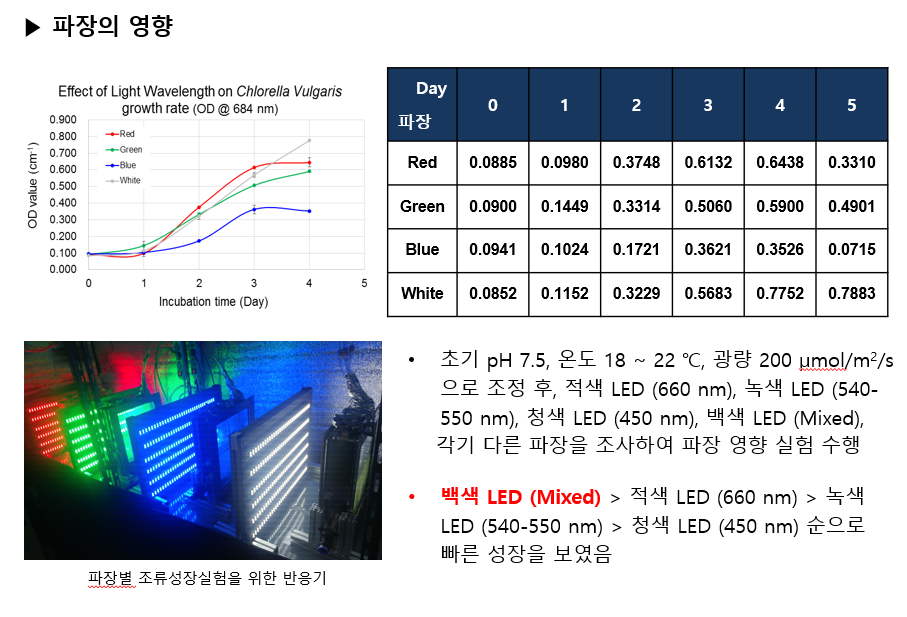 ▶ 파장의 영향
Effect of Light Wavelength on Chlorella Vulgaris
growth rate (OD @ 684 nm)
OD value (cm⁻¹)
0.900
0.800
0.700
0.600
0.500
0.400
0.300
0.200
0.100
0.000
Red
Green
Blue
White
0 1 2 3 4 5
Incubation time (Day)
Day
파장
0 1 2 3 4 5
Red 0.0885 0.0980 0.3748 0.6132 0.6438 0.3310
Green 0.0900 0.1449 0.3314 0.5060 0.5900 0.4901
Blue 0.0941 0.1024 0.1721 0.3621 0.3526 0.0715
White 0.0852 0.1152 0.3229 0.5683 0.7752 0.7883
파장별 조류성장실험을 위한 반응기
• 초기 pH 7.5, 온도 18 ~ 22 ℃, 광량 200 μmol/m²/s
으로 조정 후, 적색 LED (660 nm), 녹색 LED (540-
550 nm), 청색 LED (450 nm), 백색 LED (Mixed),
각기 다른 파장을 조사하여 파장 영향 실험 수행
• 백색 LED (Mixed) > 적색 LED (660 nm) > 녹색
LED (540-550 nm) > 청색 LED (450 nm) 순으로
빠른 성장을 보였음